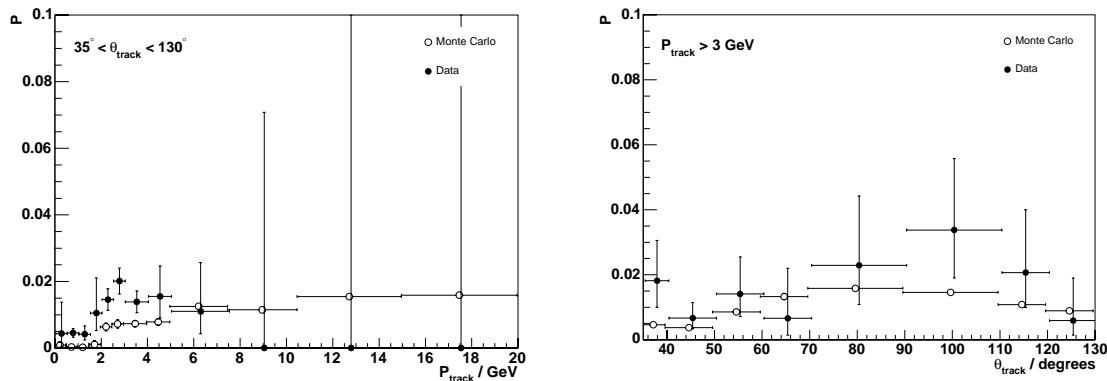 P
0.1
35° < θtrack < 130°
Monte Carlo
Data
0.08
0.06
0.04
0.02
0
0 2 4 6 8 10 12 14 16 18 20
Ptrack / GeV
P
0.1
Ptrack > 3 GeV
Monte Carlo
Data
0.08
0.06
0.04
0.02
0
40 50 60 70 80 90 100 110 120 130
θtrack / degrees